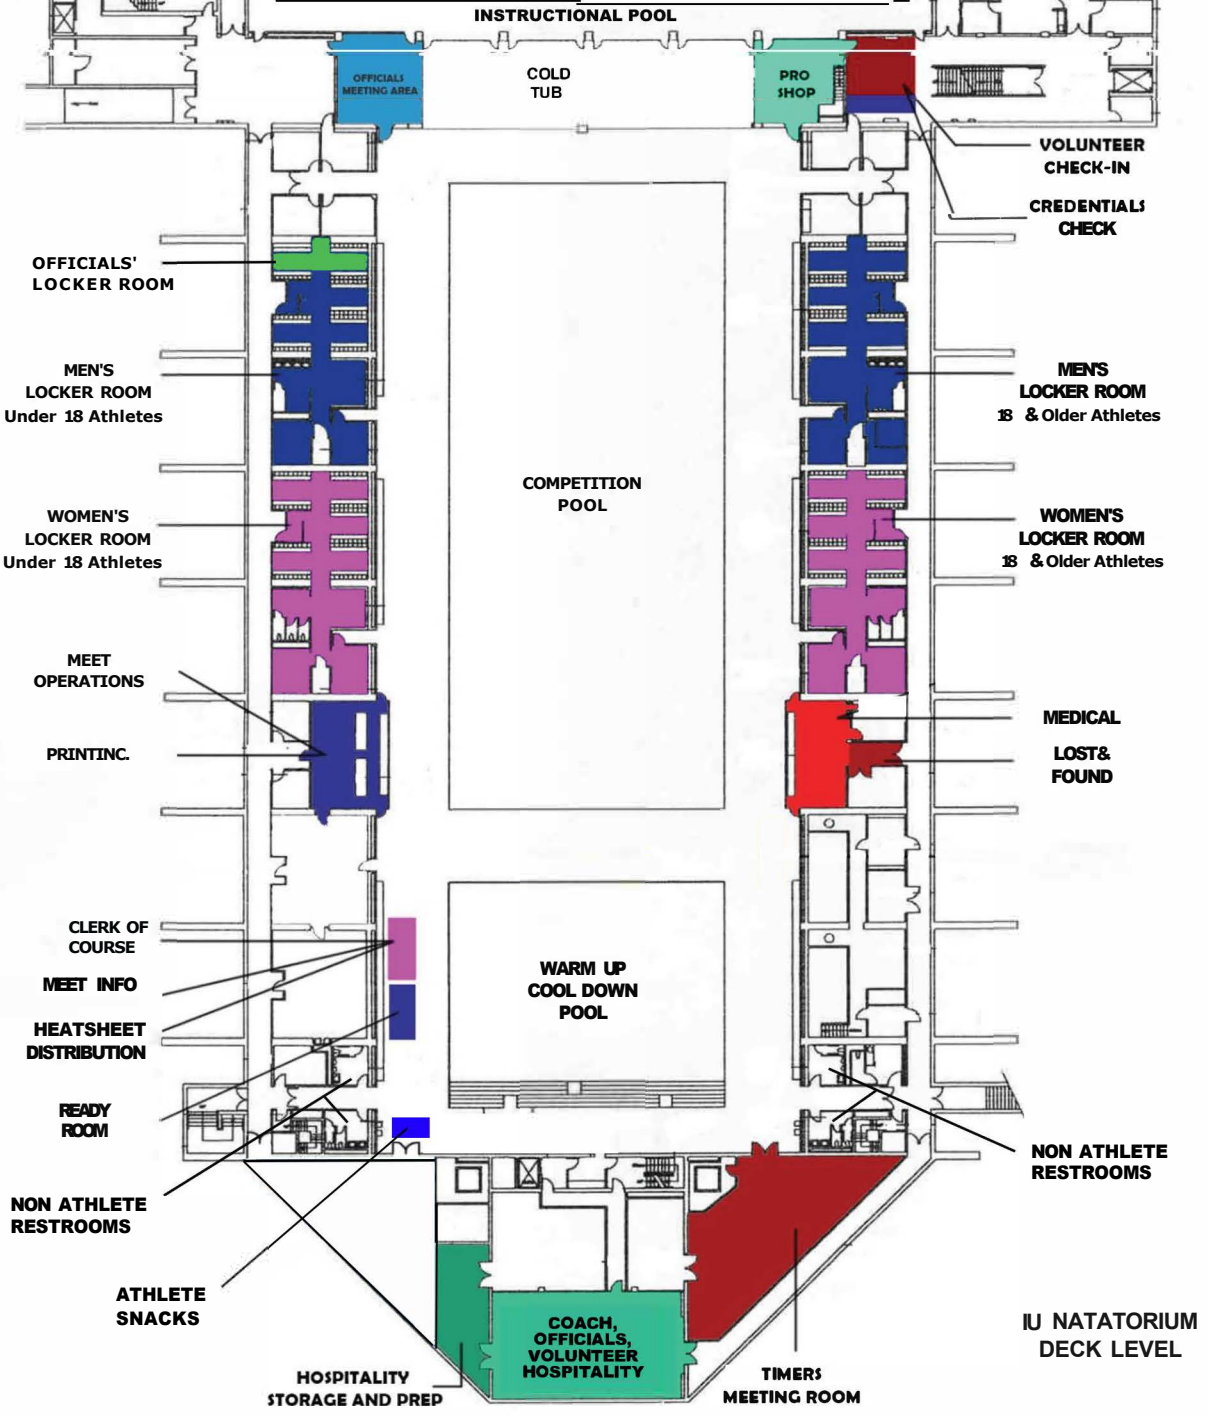 INSTRUCTIONAL POOL
OFFICIALS
MEETING AREA
COLD
TUB
PRO
SHOP
VOLUNTEER
CHECK-IN
CREDENTIALS
CHECK
OFFICIALS'
LOCKER ROOM
MEN'S
LOCKER ROOM
Under 18 Athletes
MEN'S
LOCKER ROOM
18 & Older Athletes
COMPETITION
POOL
WOMEN'S
LOCKER ROOM
Under 18 Athletes
WOMEN'S
LOCKER ROOM
18 & Older Athletes
MEET
OPERATIONS
PRINTINC.
MEDICAL
LOST&
FOUND
CLERK OF
COURSE
MEET INFO
HEATSHEET
DISTRIBUTION
WARM UP
COOL DOWN
POOL
READY
ROOM
NON ATHLETE
RESTROOMS
NON ATHLETE
RESTROOMS
ATHLETE
SNACKS
COACH,
OFFICIALS,
VOLUNTEER
HOSPITALITY
HOSPITALITY
STORAGE AND PREP
TIMERS
MEETING ROOM
IU NATATORIUM
DECK LEVEL